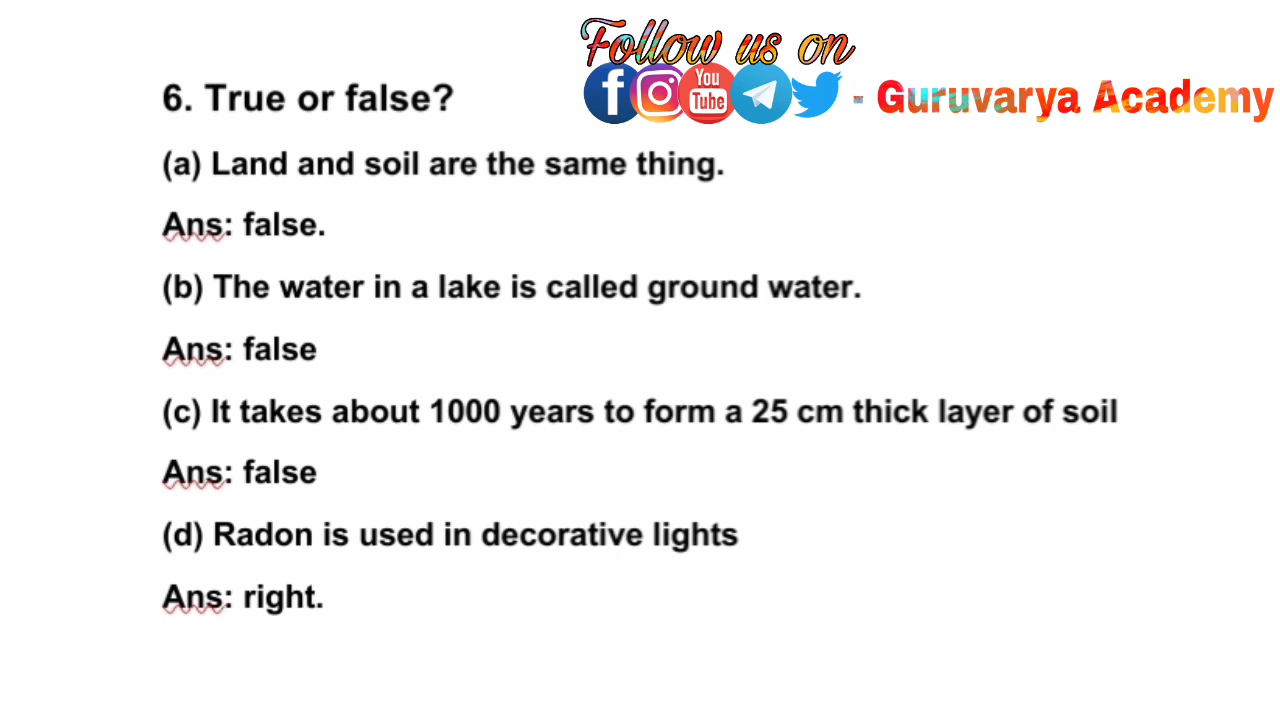 Follow us on
You
Tube
- Guruvarya Academy
6. True or false?
(a) Land and soil are the same thing.
Ans: false.
(b) The water in a lake is called ground water.
Ans: false
(c) It takes about 1000 years to form a 25 cm thick layer of soil
Ans: false
(d) Radon is used in decorative lights
Ans: right.